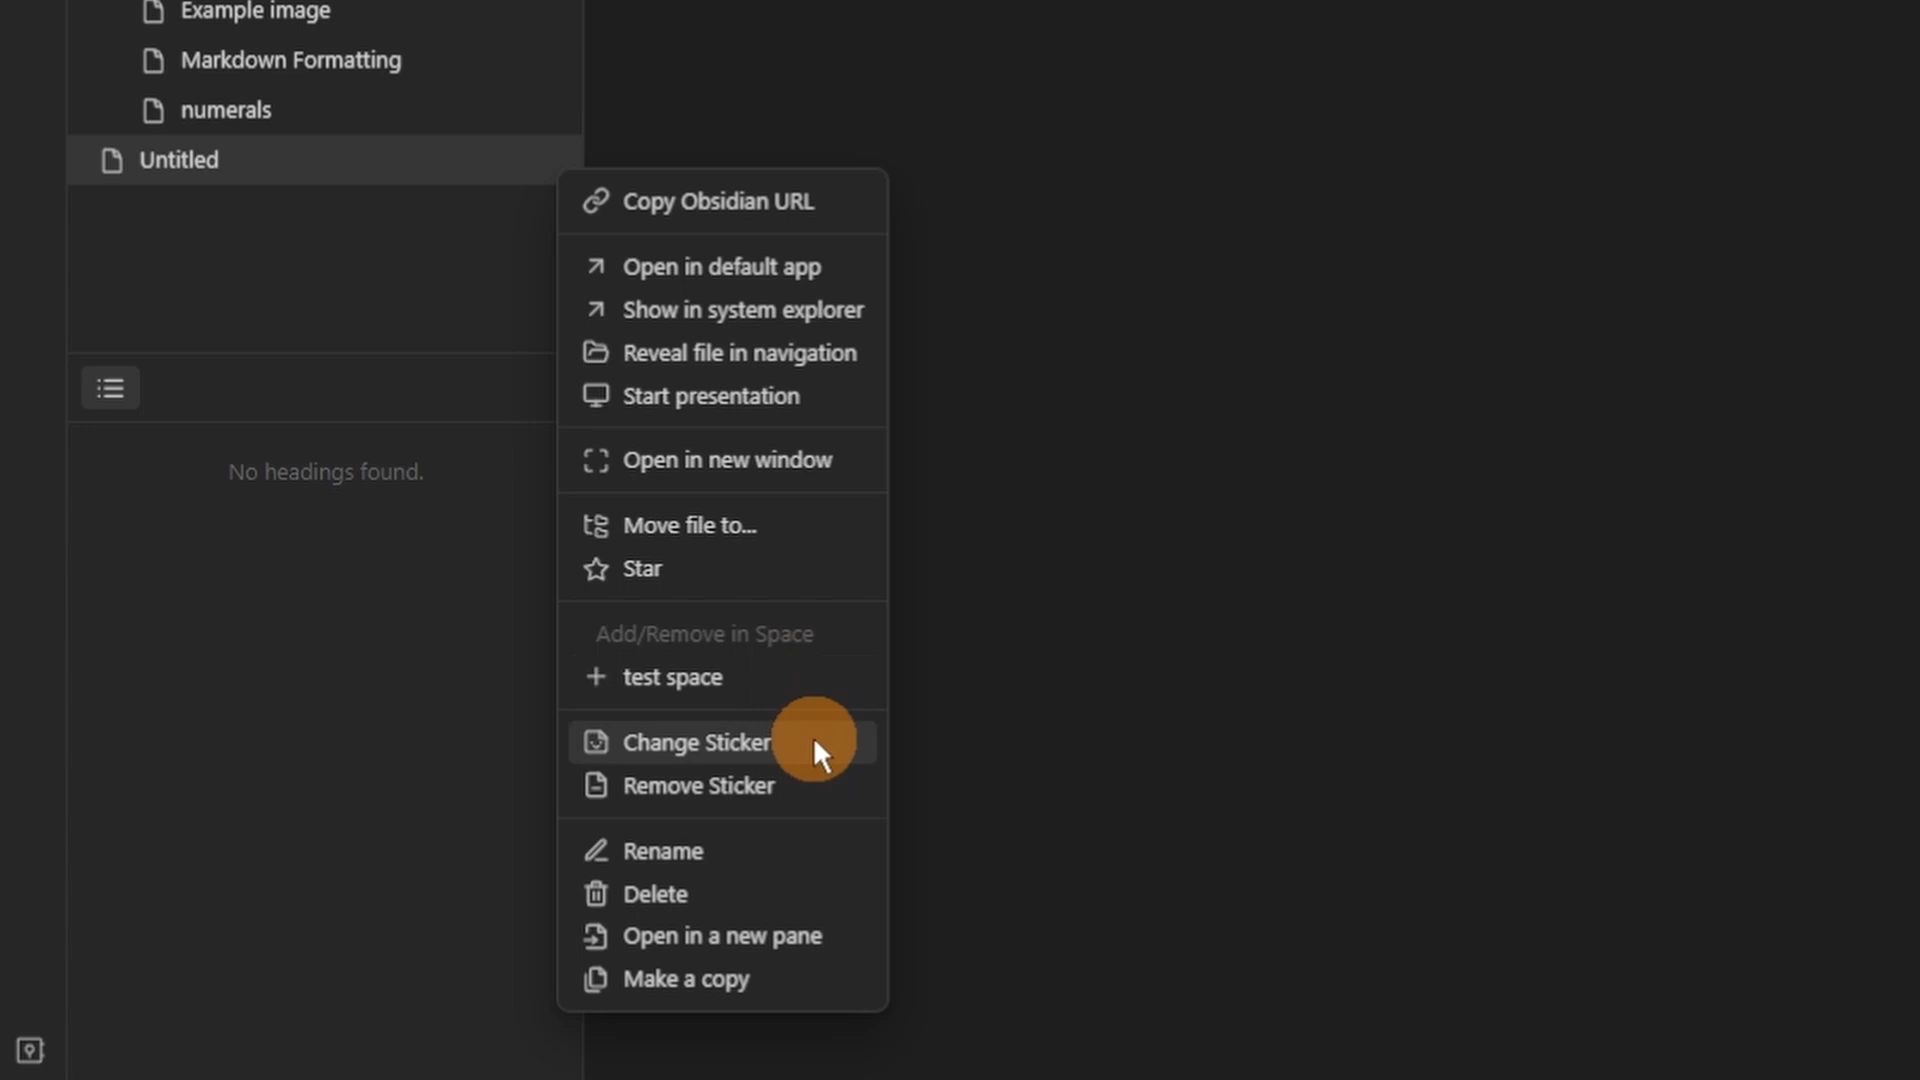 Example image
Markdown Formatting
numerals
Untitled
Copy Obsidian URL
Open in default app
Show in system explorer
Reveal file in navigation
Start presentation
Open in new window
Move file to...
Star
Add/Remove in Space
test space
Change Sticker
Remove Sticker
Rename
Delete
Open in a new pane
Make a copy
No headings found.